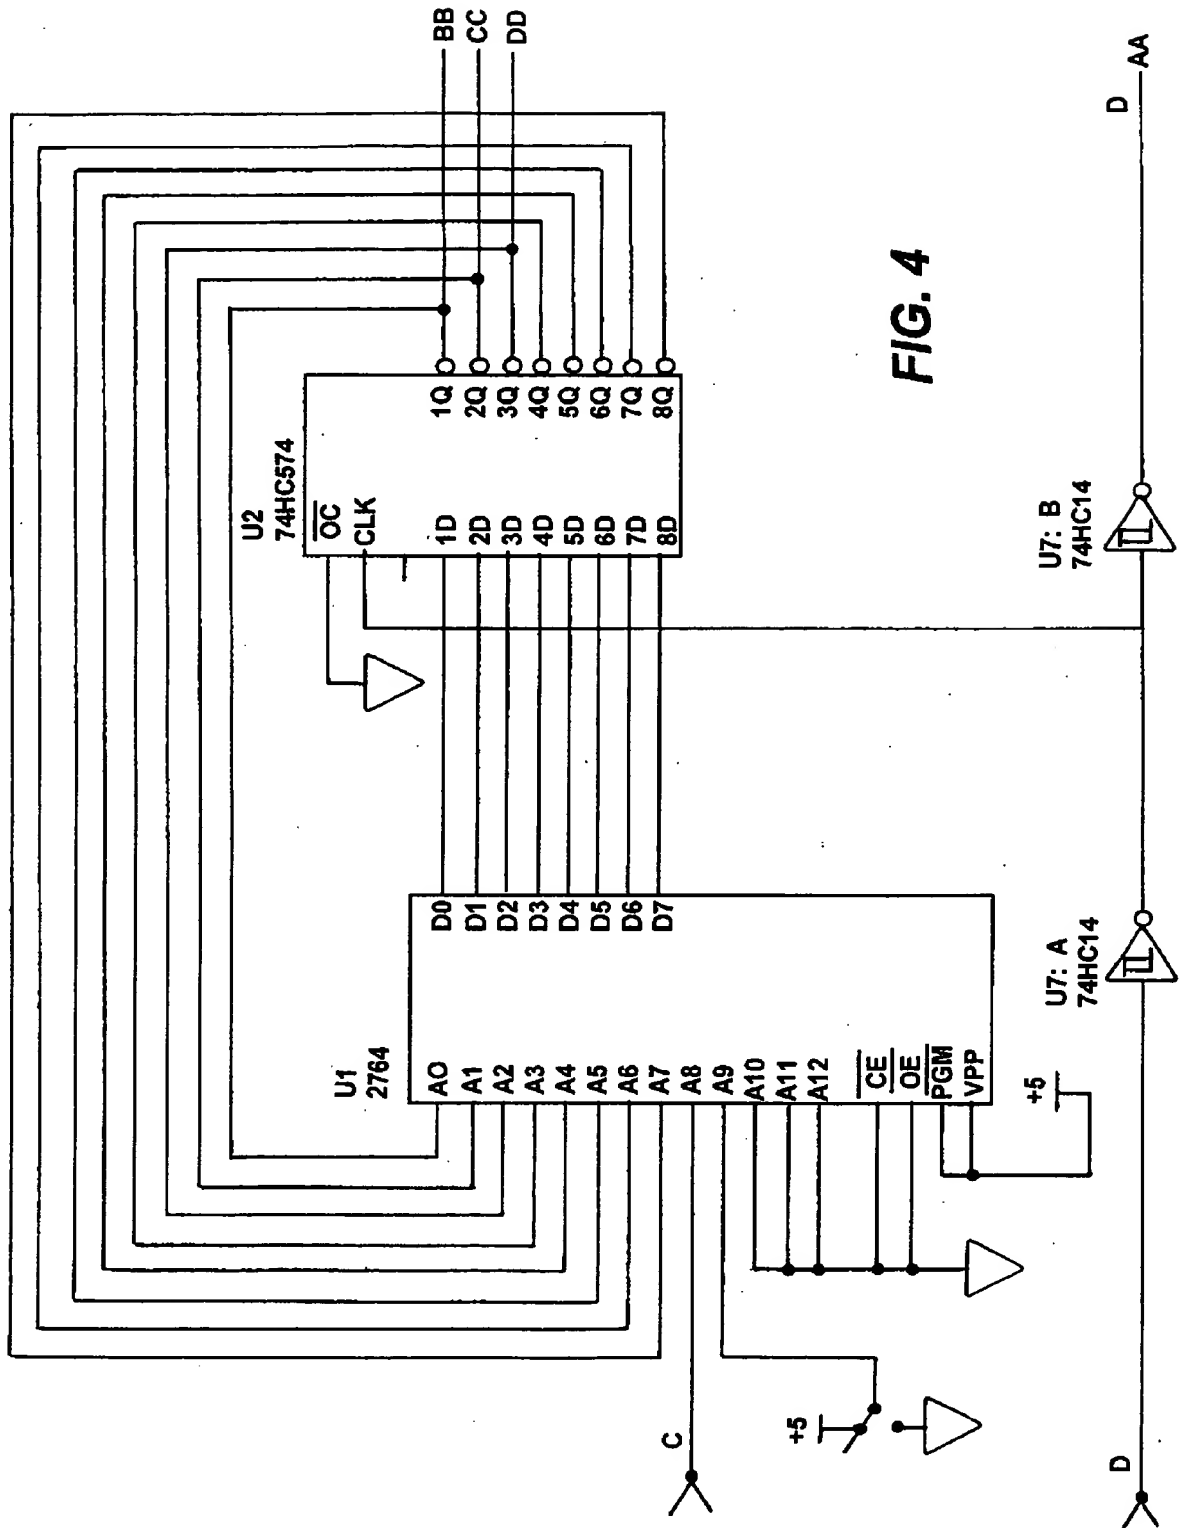 BB
CC
DD
U2
74HC574
OC
CLK
1D
2D
3D
4D
5D
6D
7D
8D
1Q
2Q
3Q
4Q
5Q
6Q
7Q
8Q
U1
2764
AO
A1
A2
A3
A4
A5
A6
A7
A8
A9
A10
A11
A12
CE
OE
PGM
VPP
D0
D1
D2
D3
D4
D5
D6
D7
+5
+5
C
D
U7: A
74HC14
U7: B
74HC14
D
AA
FIG. 4